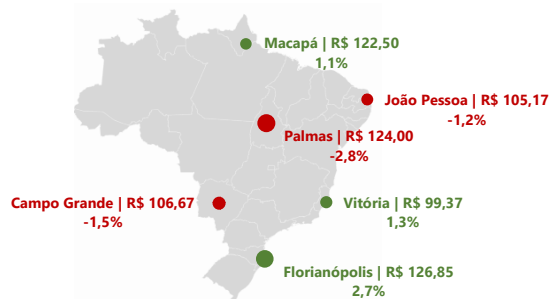 Macapá | R$ 122,50
1,1%
João Pessoa | R$ 105,17
-1,2%
Palmas | R$ 124,00
-2,8%
Campo Grande | R$ 106,67
-1,5%
Vitória | R$ 99,37
1,3%
Florianópolis | R$ 126,85
2,7%